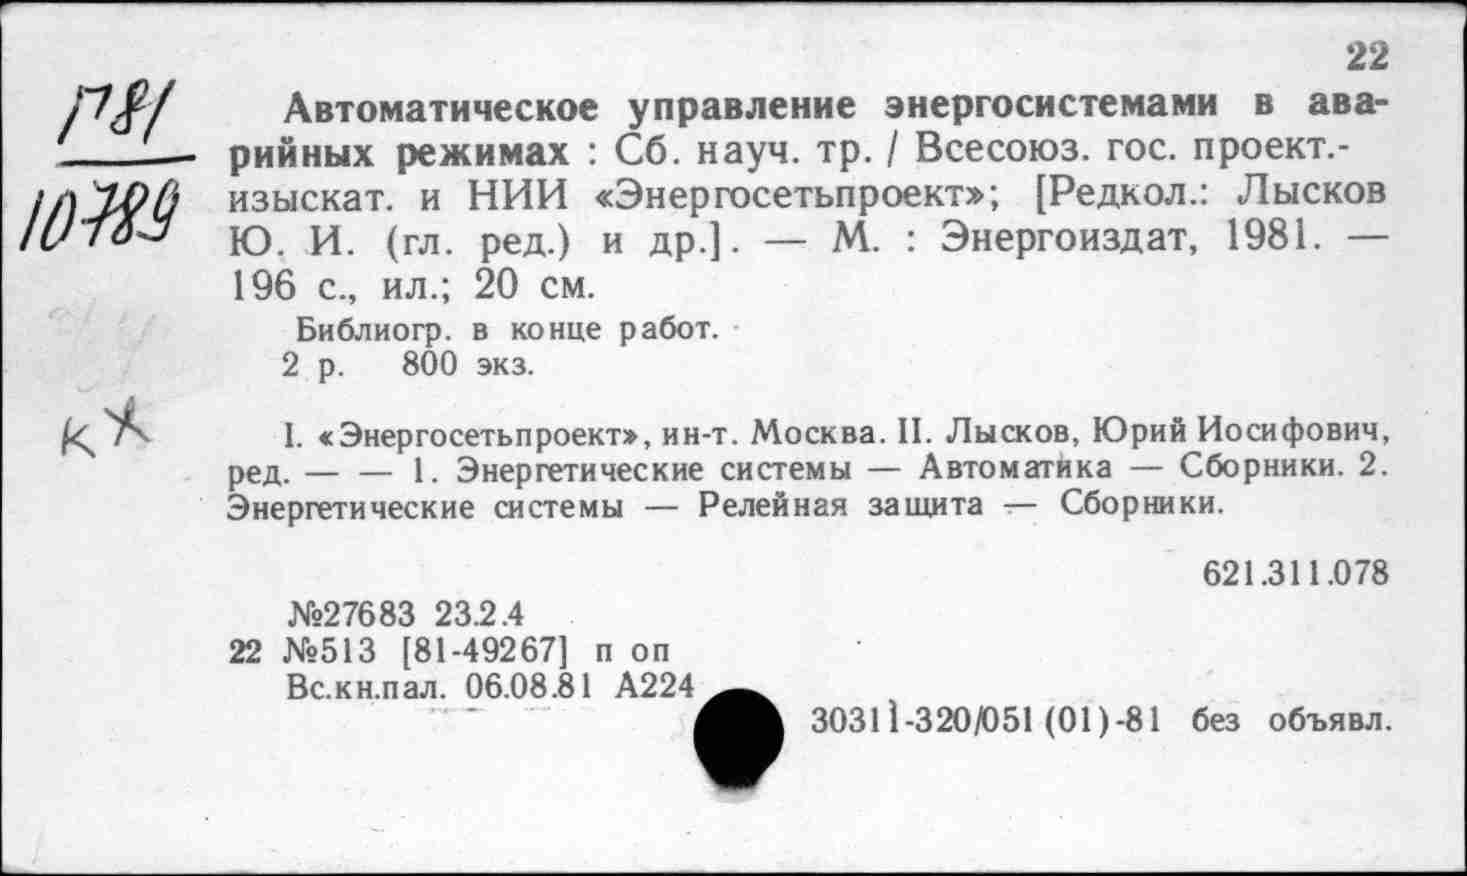 22
П81
10789
Автоматическое управление энергосистемами в ава-
рийных режимах : Сб. науч. тр. / Всесоюз. гос. проект.-
изыскат. и НИИ «Энергосетьпроект»; [Редкол.: Лысков
Ю. И. (гл. ред.) и др.]. — М. : Энергоиздат, 1981. —
196 с., ил.; 20 см.
Библиогр. в конце работ.
2 р. 800 экз.
I. «Энергосетьпроект», ин-т. Москва. II. Лысков, Юрий Иосифович,
ред. — — 1. Энергетические системы — Автоматика — Сборники. 2.
Энергетические системы — Релейная защита — Сборники.
621.311.078
№27683 23.2.4
22 №513 [81-49267] п оп
Вс.кн.пал. 06.08.81 А224
30311-320/051(01)-81 без объявл.